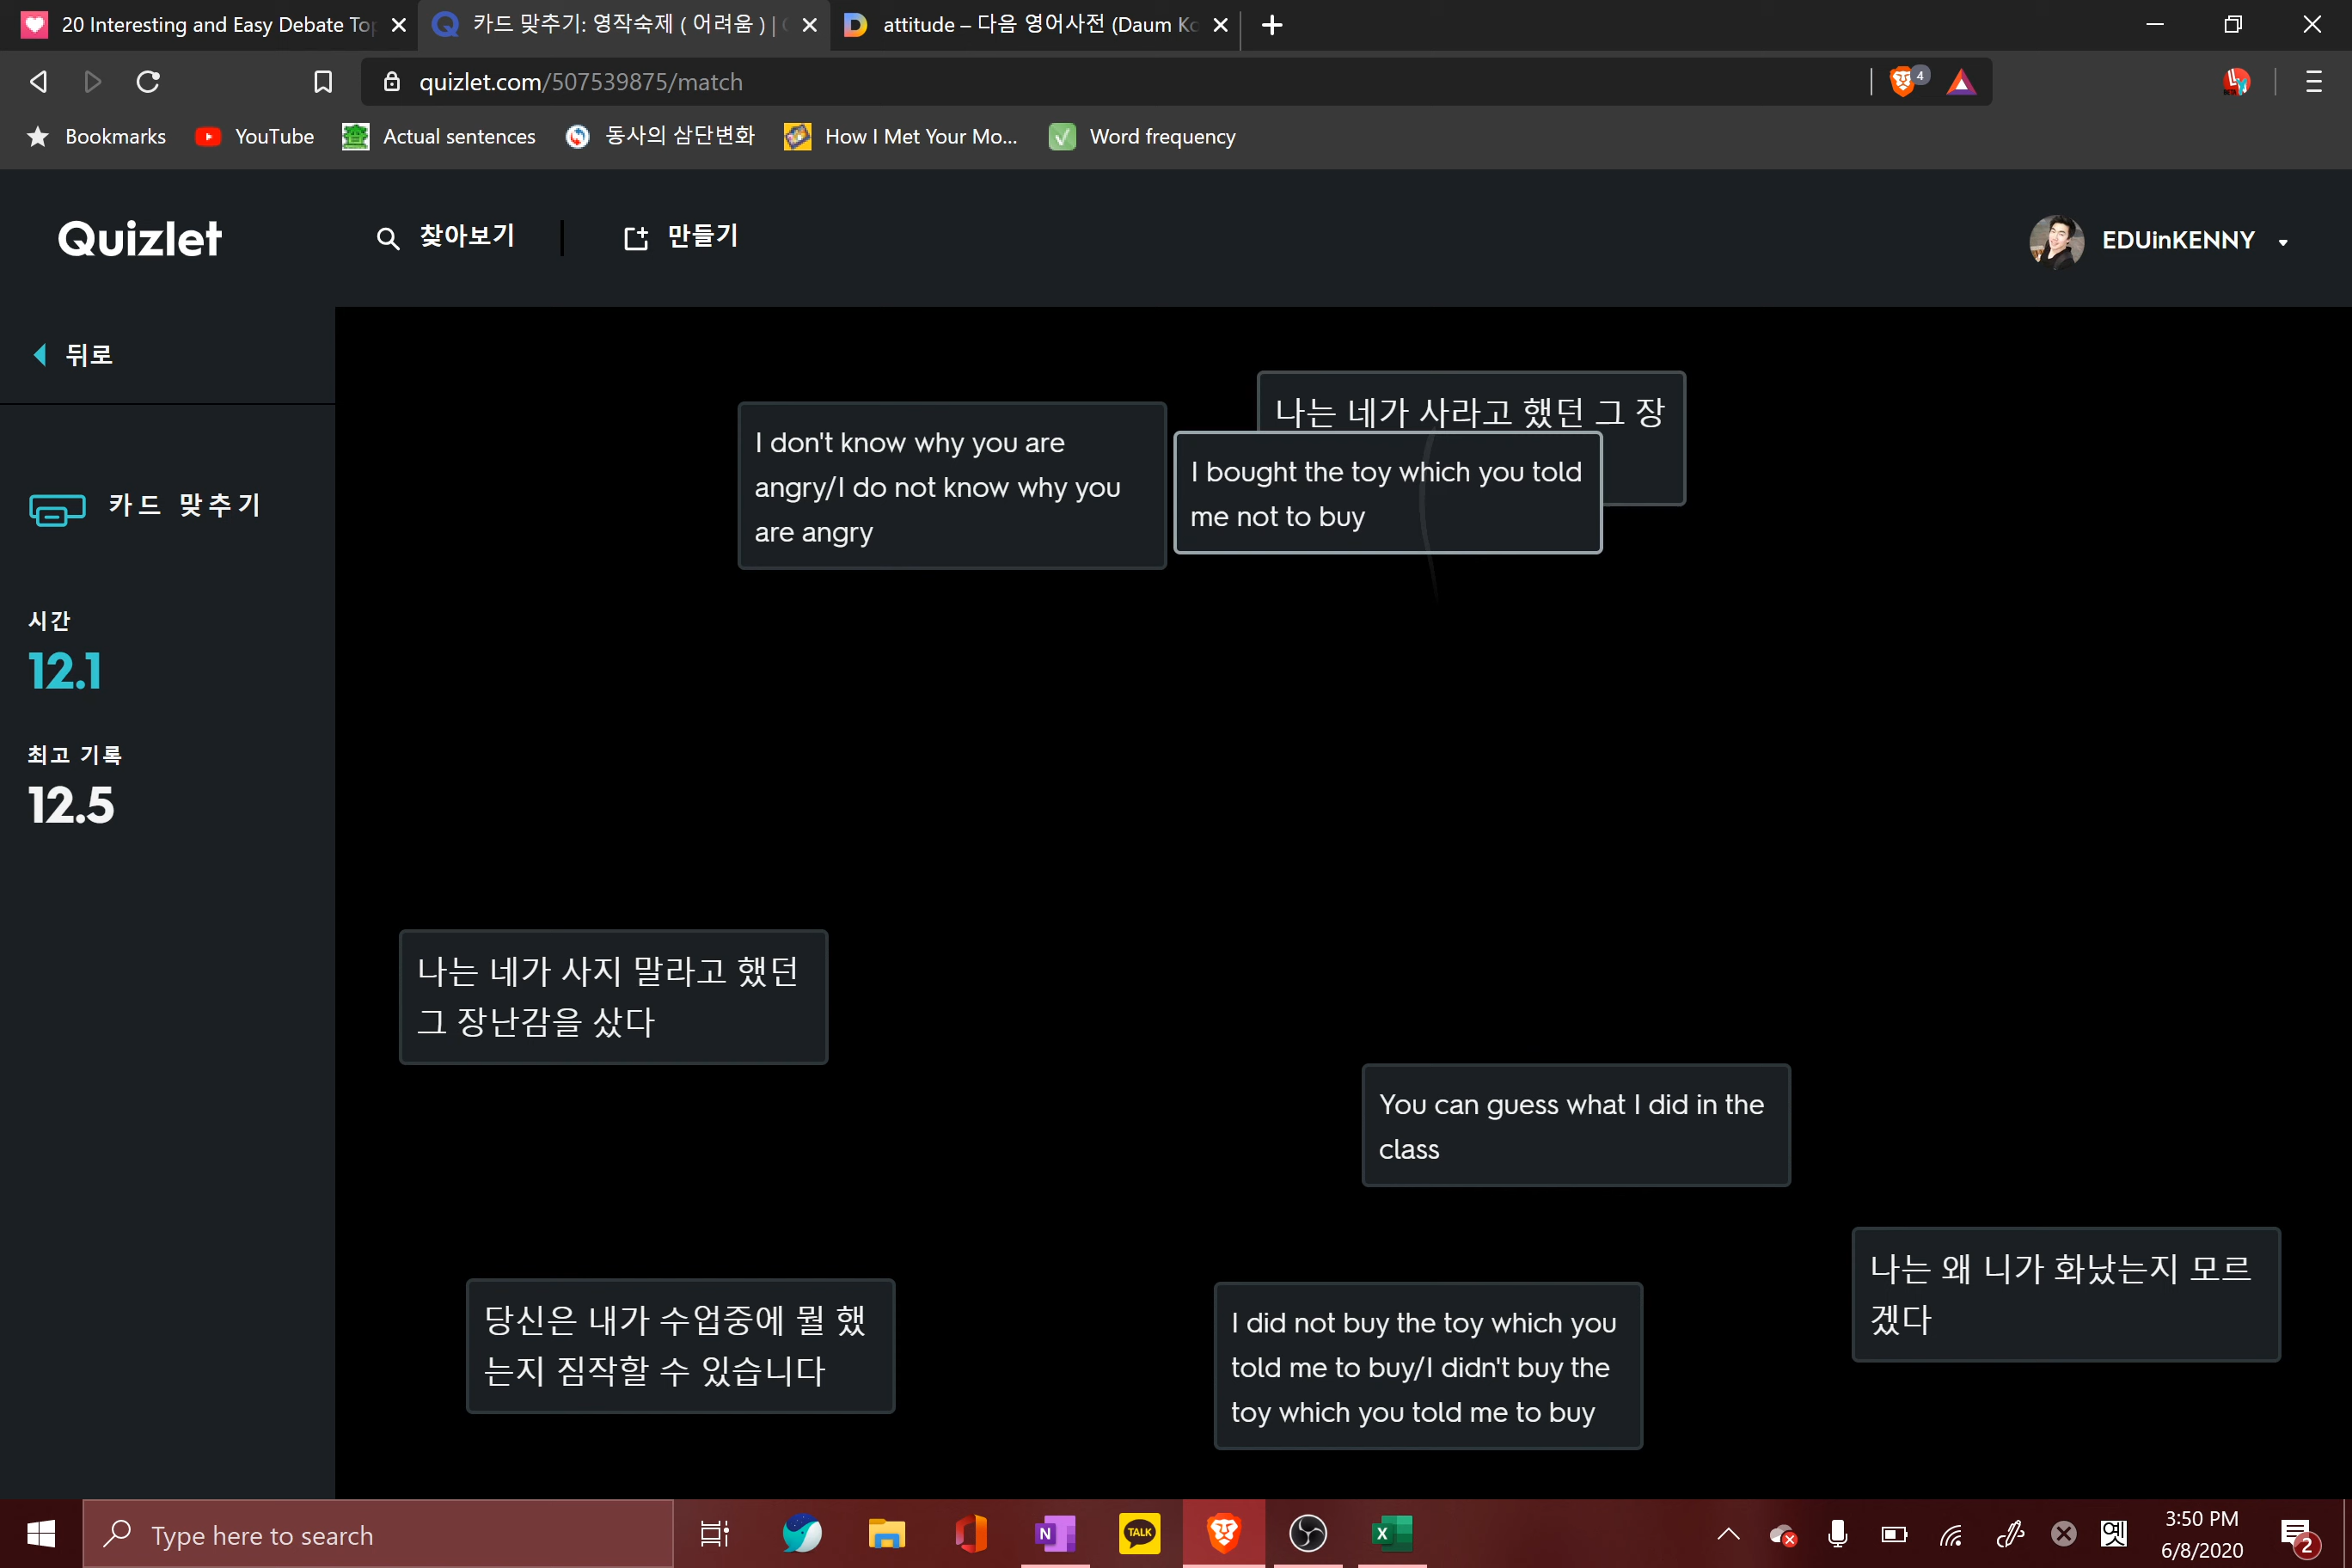 20 Interesting and Easy Debate To
카드 맞추기: 영작숙제 ( 어려움 ) |
attitude – 다음 영어사전 (Daum Ko
quizlet.com/507539875/match
4
Bookmarks
YouTube
Actual sentences
동사의 삼단변화
How I Met Your Mo...
Word frequency
Quizlet
찾아보기
만들기
EDUinKENNY
뒤로
카드 맞추기
시간
12.1
최고 기록
12.5
나는 네가 사라고 했던 그 장
I don't know why you are
angry/I do not know why you
are angry
I bought the toy which you told
me not to buy
나는 네가 사지 말라고 했던
그 장난감을 샀다
You can guess what I did in the
class
나는 왜 니가 화났는지 모르
겠다
당신은 내가 수업중에 뭘 했
는지 짐작할 수 있습니다
I did not buy the toy which you
told me to buy/I didn't buy the
toy which you told me to buy
Type here to search
N
TALK
X
3:50 PM
6/8/2020
2